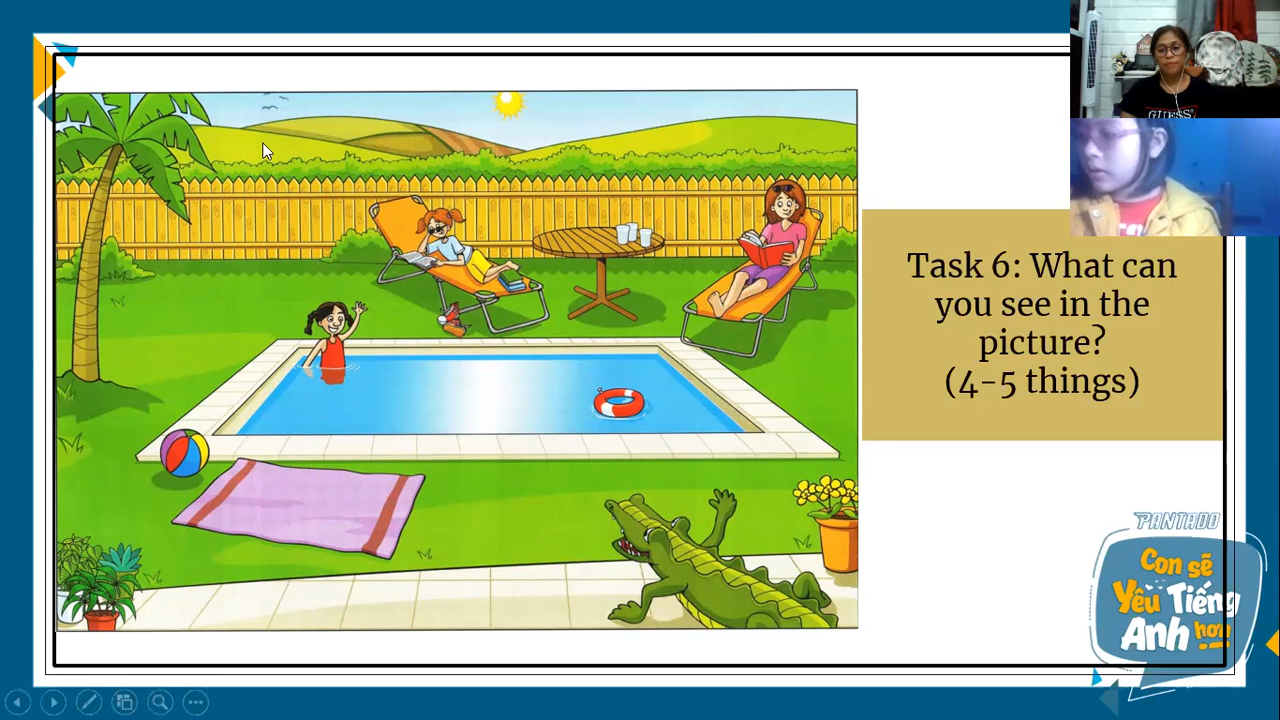 GUESS
Task 6: What can
you see in the
picture?
(4-5 things)
PANTADO
Con sẽ
Yêu Tiếng
Anh hơn